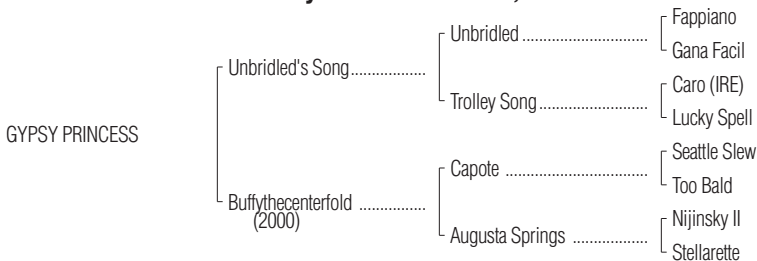 Fappiano
Unbridled
Gana Facil
Unbridled's Song
Caro (IRE)
Trolley Song
Lucky Spell
GYPSY PRINCESS
Seattle Slew
Capote
Too Bald
Buffythecenterfold
(2000)
Nijinsky II
Augusta Springs
Stellarette